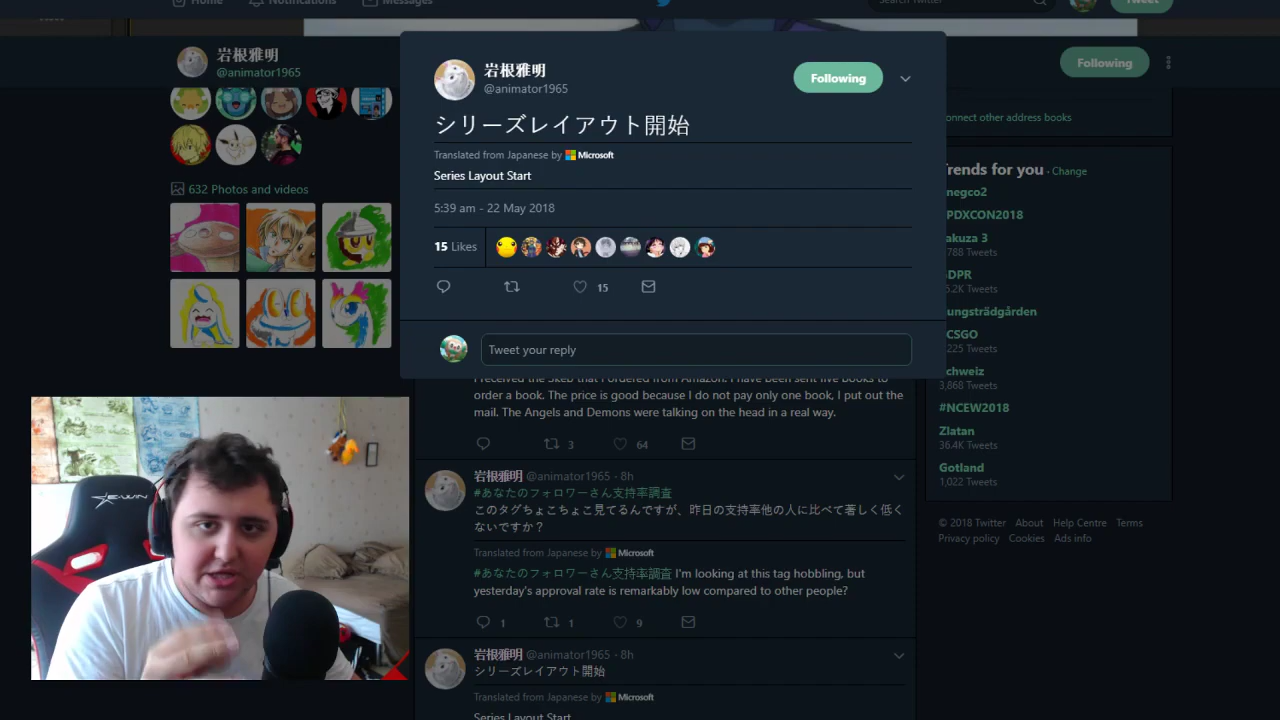 Home
Notifications
Messages
Search Twitter
Tweet
岩根雅明
@animator1965
Following
632 Photos and videos
岩根雅明
@animator1965
Following
シリーズレイアウト開始
Translated from Japanese by Microsoft
Series Layout Start
5:39 am - 22 May 2018
15 Likes
15
Tweet your reply
order a book. The price is good because I do not pay only one book, I put out the
mail. The Angels and Demons were talking on the head in a real way.
3
64
岩根雅明 @animator1965 · 8h
#あなたのフォロワーさん支持率調査
このタグちょこちょこ見てるんですが、昨日の支持率他の人に比べて著しく低く
ないですか？
Translated from Japanese by Microsoft
#あなたのフォロワーさん支持率調査 I'm looking at this tag hobbling, but
yesterday's approval rate is remarkably low compared to other people?
1
1
9
岩根雅明 @animator1965 · 8h
シリーズレイアウト開始
Translated from Japanese by Microsoft
Series Layout Start
E-WIN
onnect other address books
rends for you · Change
negco2
PDXCON2018
akuza 3
788 Tweets
DPR
5.2K Tweets
ungsträdgården
CSGO
225 Tweets
chweiz
3,868 Tweets
#NCEW2018
Zlatan
36.4K Tweets
Gotland
1,022 Tweets
© 2018 Twitter About Help Centre Terms
Privacy policy Cookies Ads info